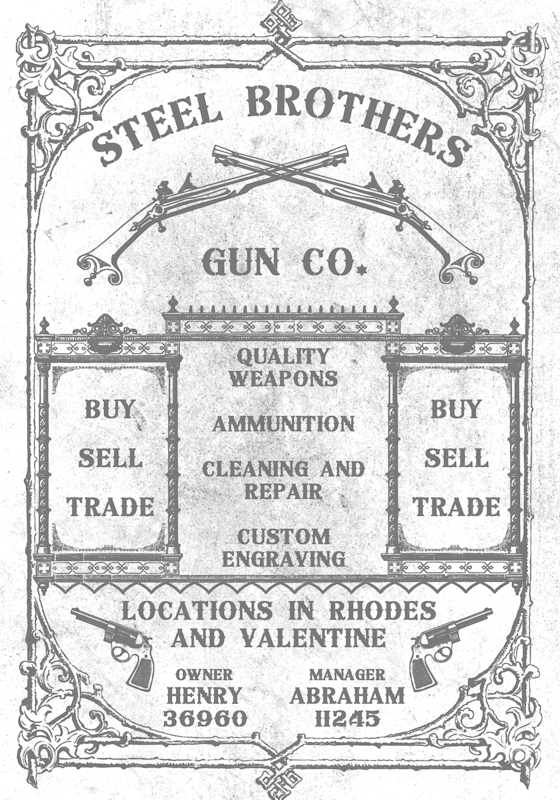 STEEL BROTHERS
GUN CO.
QUALITY
WEAPONS
AMMUNITION
CLEANING AND
REPAIR
CUSTOM
ENGRAVING
BUY
SELL
TRADE
BUY
SELL
TRADE
LOCATIONS IN RHODES
AND VALENTINE
OWNER
HENRY
36960
MANAGER
ABRAHAM
11245